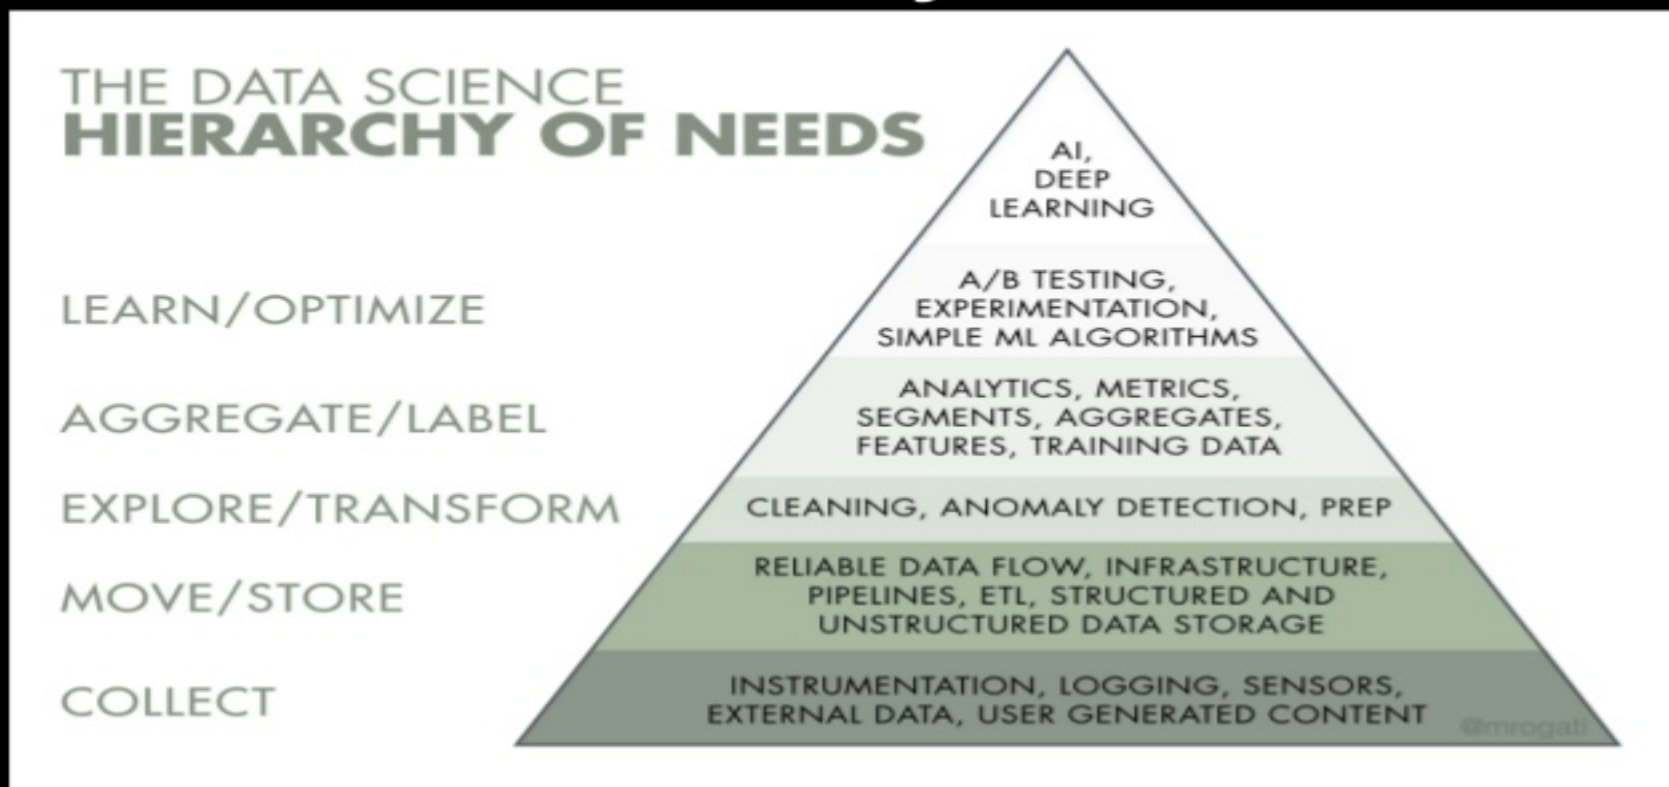 THE DATA SCIENCE
HIERARCHY OF NEEDS
AI,
DEEP
LEARNING
LEARN/OPTIMIZE
A/B TESTING,
EXPERIMENTATION,
SIMPLE ML ALGORITHMS
AGGREGATE/LABEL
ANALYTICS, METRICS,
SEGMENTS, AGGREGATES,
FEATURES, TRAINING DATA
EXPLORE/TRANSFORM
CLEANING, ANOMALY DETECTION, PREP
MOVE/STORE
RELIABLE DATA FLOW, INFRASTRUCTURE,
PIPELINES, ETL, STRUCTURED AND
UNSTRUCTURED DATA STORAGE
COLLECT
INSTRUMENTATION, LOGGING, SENSORS,
EXTERNAL DATA, USER GENERATED CONTENT
@mrogati